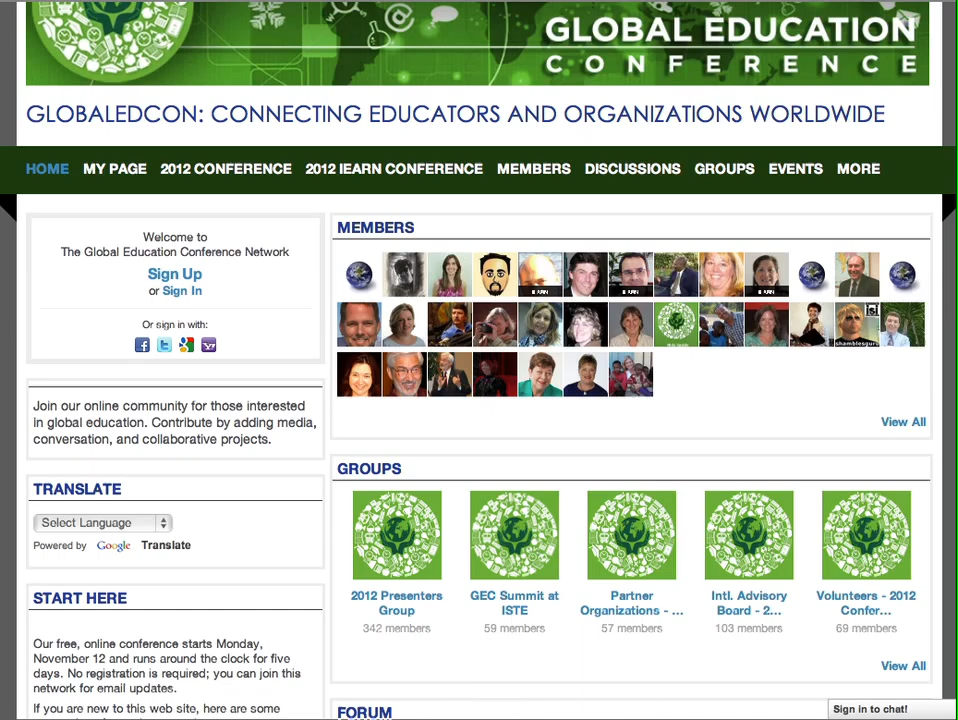 GLOBAL EDUCATION
CONFERENCE
GLOBALEDCON: CONNECTING EDUCATORS AND ORGANIZATIONS WORLDWIDE
HOME MY PAGE 2012 CONFERENCE 2012 IEARN CONFERENCE MEMBERS DISCUSSIONS GROUPS EVENTS MORE
Welcome to
The Global Education Conference Network
Sign Up
or Sign In
Or sign in with:
Join our online community for those interested
in global education. Contribute by adding media,
conversation, and collaborative projects.
TRANSLATE
Select Language
Powered by Google Translate
START HERE
Our free, online conference starts Monday,
November 12 and runs around the clock for five
days. No registration is required; you can join this
network for email updates.
If you are new to this web site, here are some
MEMBERS
View All
GROUPS
2012 Presenters
Group
342 members
GEC Summit at
ISTE
59 members
Partner
Organizations - ...
57 members
Intl. Advisory
Board - 2...
103 members
Volunteers - 2012
Confer...
69 members
View All
FORUM
Sign in to chat!